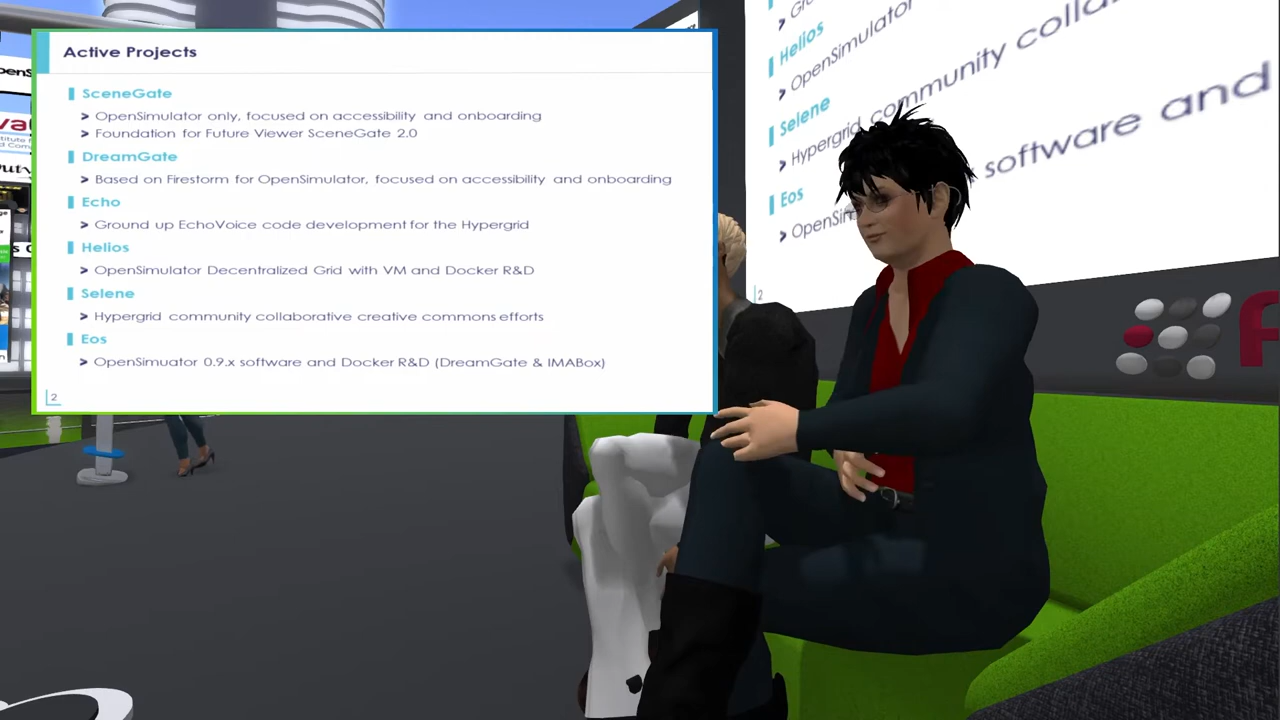 Active Projects
SceneGate
> OpenSimulator only, focused on accessibility and onboarding
> Foundation for Future Viewer SceneGate 2.0
DreamGate
> Based on Firestorm for OpenSimulator, focused on accessibility and onboarding
Echo
> Ground up EchoVoice code development for the Hypergrid
Helios
> OpenSimulator Decentralized Grid with VM and Docker R&D
Selene
> Hypergrid community collaborative creative commons efforts
Eos
> OpenSimuator 0.9.x software and Docker R&D (DreamGate & IMABox)
2
Helios
> OpenSimulator
Selene
> Hypergrid community colla
Eos
> OpenSim software and
2